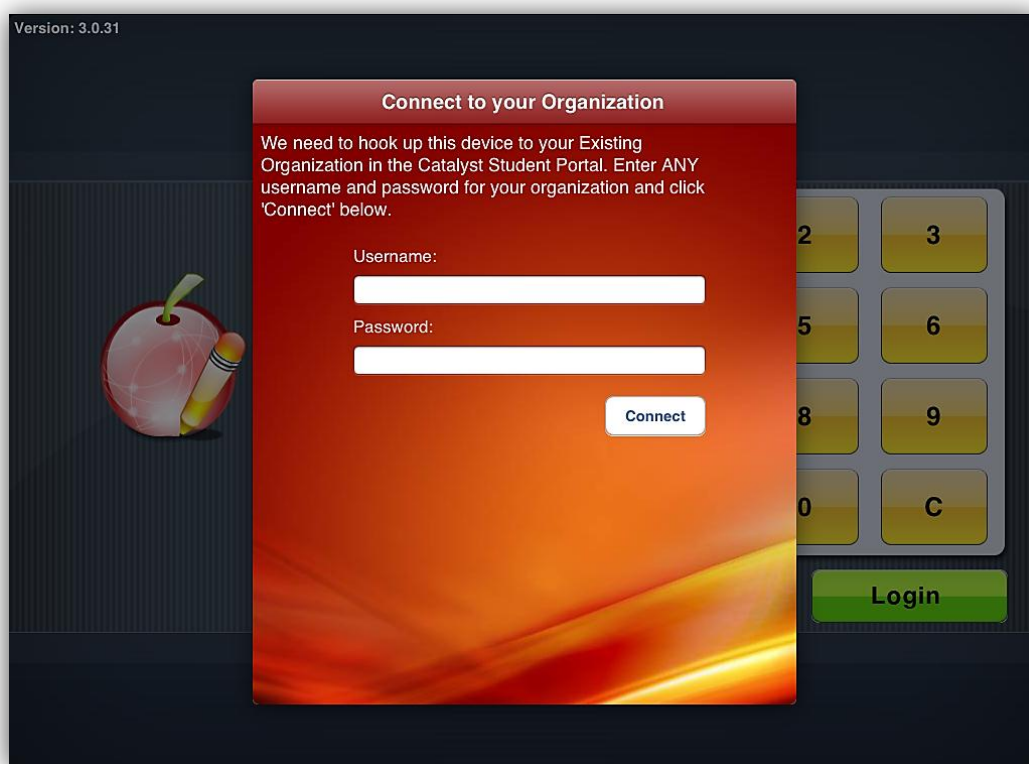 Version: 3.0.31
Connect to your Organization
We need to hook up this device to your Existing
Organization in the Catalyst Student Portal. Enter ANY
username and password for your organization and click
'Connect' below.
Username:
Password:
Connect
2 3
5 6
8 9
0 C
Login